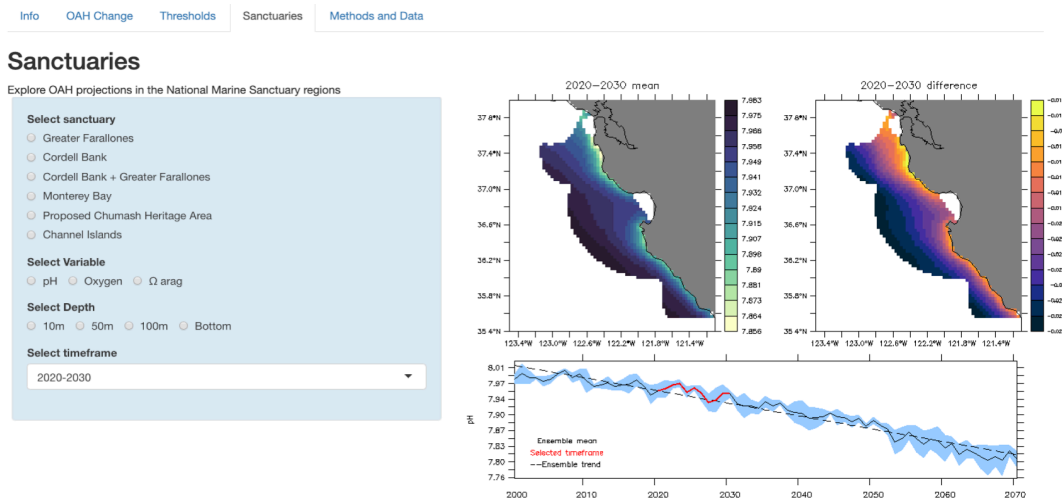 Info OAH Change Thresholds Sanctuaries Methods and Data
Sanctuaries
Explore OAH projections in the National Marine Sanctuary regions
Select sanctuary
Greater Farallones
Cordell Bank
Cordell Bank + Greater Farallones
Monterey Bay
Proposed Chumash Heritage Area
Channel Islands
Select Variable
pH Oxygen Ω arag
Select Depth
10m 50m 100m Bottom
Select timeframe
2020-2030
2020-2030 mean
37.8°N
37.4°N
37.0°N
36.6°N
36.2°N
35.8°N
35.4°N
123.4°W 123.0°W 122.6°W 122.2°W 121.8°W 121.4°W
7.983
7.975
7.966
7.958
7.949
7.941
7.932
7.924
7.915
7.907
7.898
7.89
7.881
7.873
7.864
7.856
2020-2030 difference
37.8°N
37.4°N
37.0°N
36.6°N
36.2°N
35.8°N
35.4°N
123.4°W 123.0°W 122.6°W 122.2°W 121.8°W 121.4°W
8.01
7.97
7.94
7.90
7.87
7.83
7.80
7.76
pH
Ensemble mean
Selected timeframe
--Ensemble trend
2000 2010 2020 2030 2040 2050 2060 2070